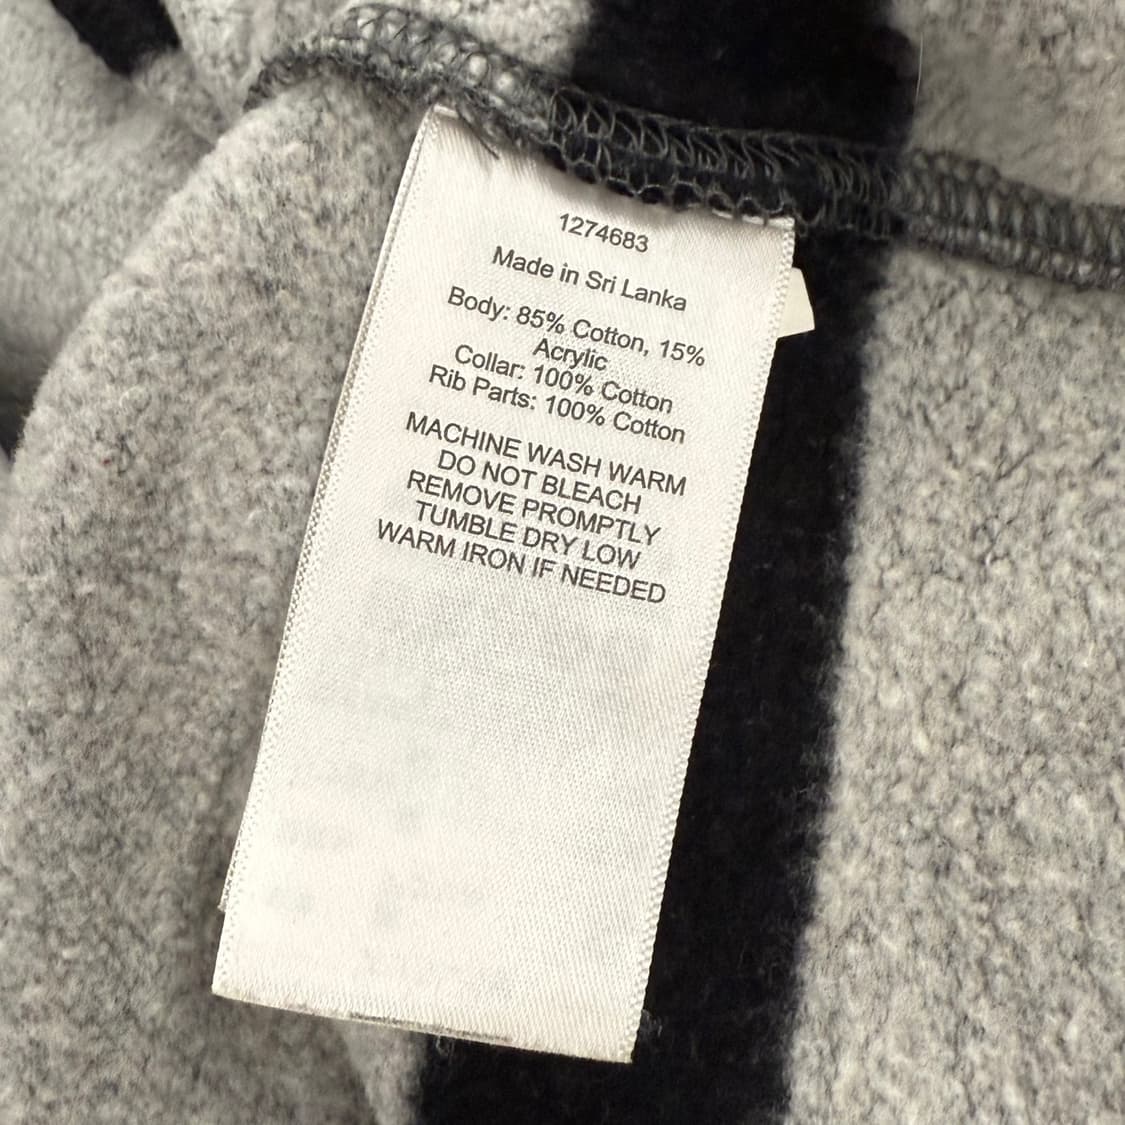 1274683
Made in Sri Lanka
Body: 85% Cotton, 15%
Acrylic
Collar: 100% Cotton
Rib Parts: 100% Cotton
MACHINE WASH WARM
DO NOT BLEACH
REMOVE PROMPTLY
TUMBLE DRY LOW
WARM IRON IF NEEDED